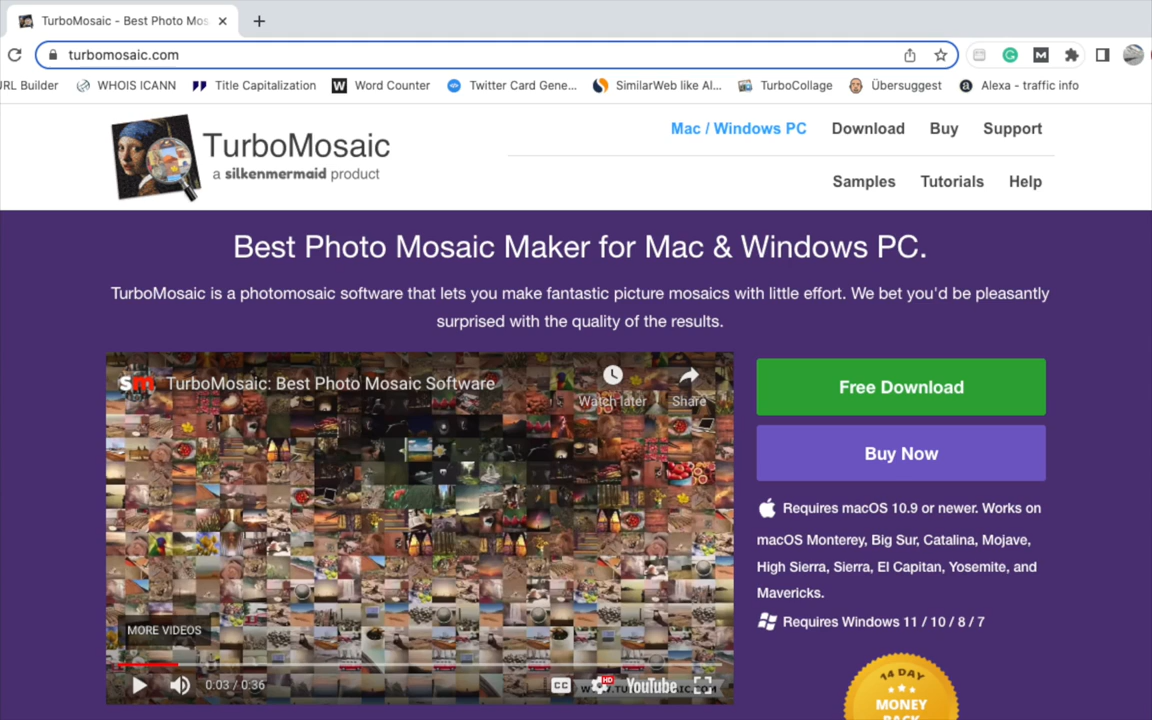 TurboMosaic - Best Photo Mos
turbomosaic.com
RL Builder
WHOIS ICANN
Title Capitalization
W
Word Counter
Twitter Card Gene...
SimilarWeb like Al...
TurboCollage
Übersuggest
a
Alexa - traffic info
TurboMosaic
a silkenmermaid product
Mac / Windows PC
Download
Buy
Support
Samples
Tutorials
Help
Best Photo Mosaic Maker for Mac & Windows PC.
TurboMosaic is a photomosaic software that lets you make fantastic picture mosaics with little effort. We bet you'd be pleasantly
surprised with the quality of the results.
sm
TurboMosaic: Best Photo Mosaic Software
Watch later
Share
MORE VIDEOS
0:03 / 0:36
CC
HD
YouTube
Free Download
Buy Now
Requires macOS 10.9 or newer. Works on
macOS Monterey, Big Sur, Catalina, Mojave,
High Sierra, Sierra, El Capitan, Yosemite, and
Mavericks.
Requires Windows 11 / 10 / 8 / 7
14 DAY
MONEY